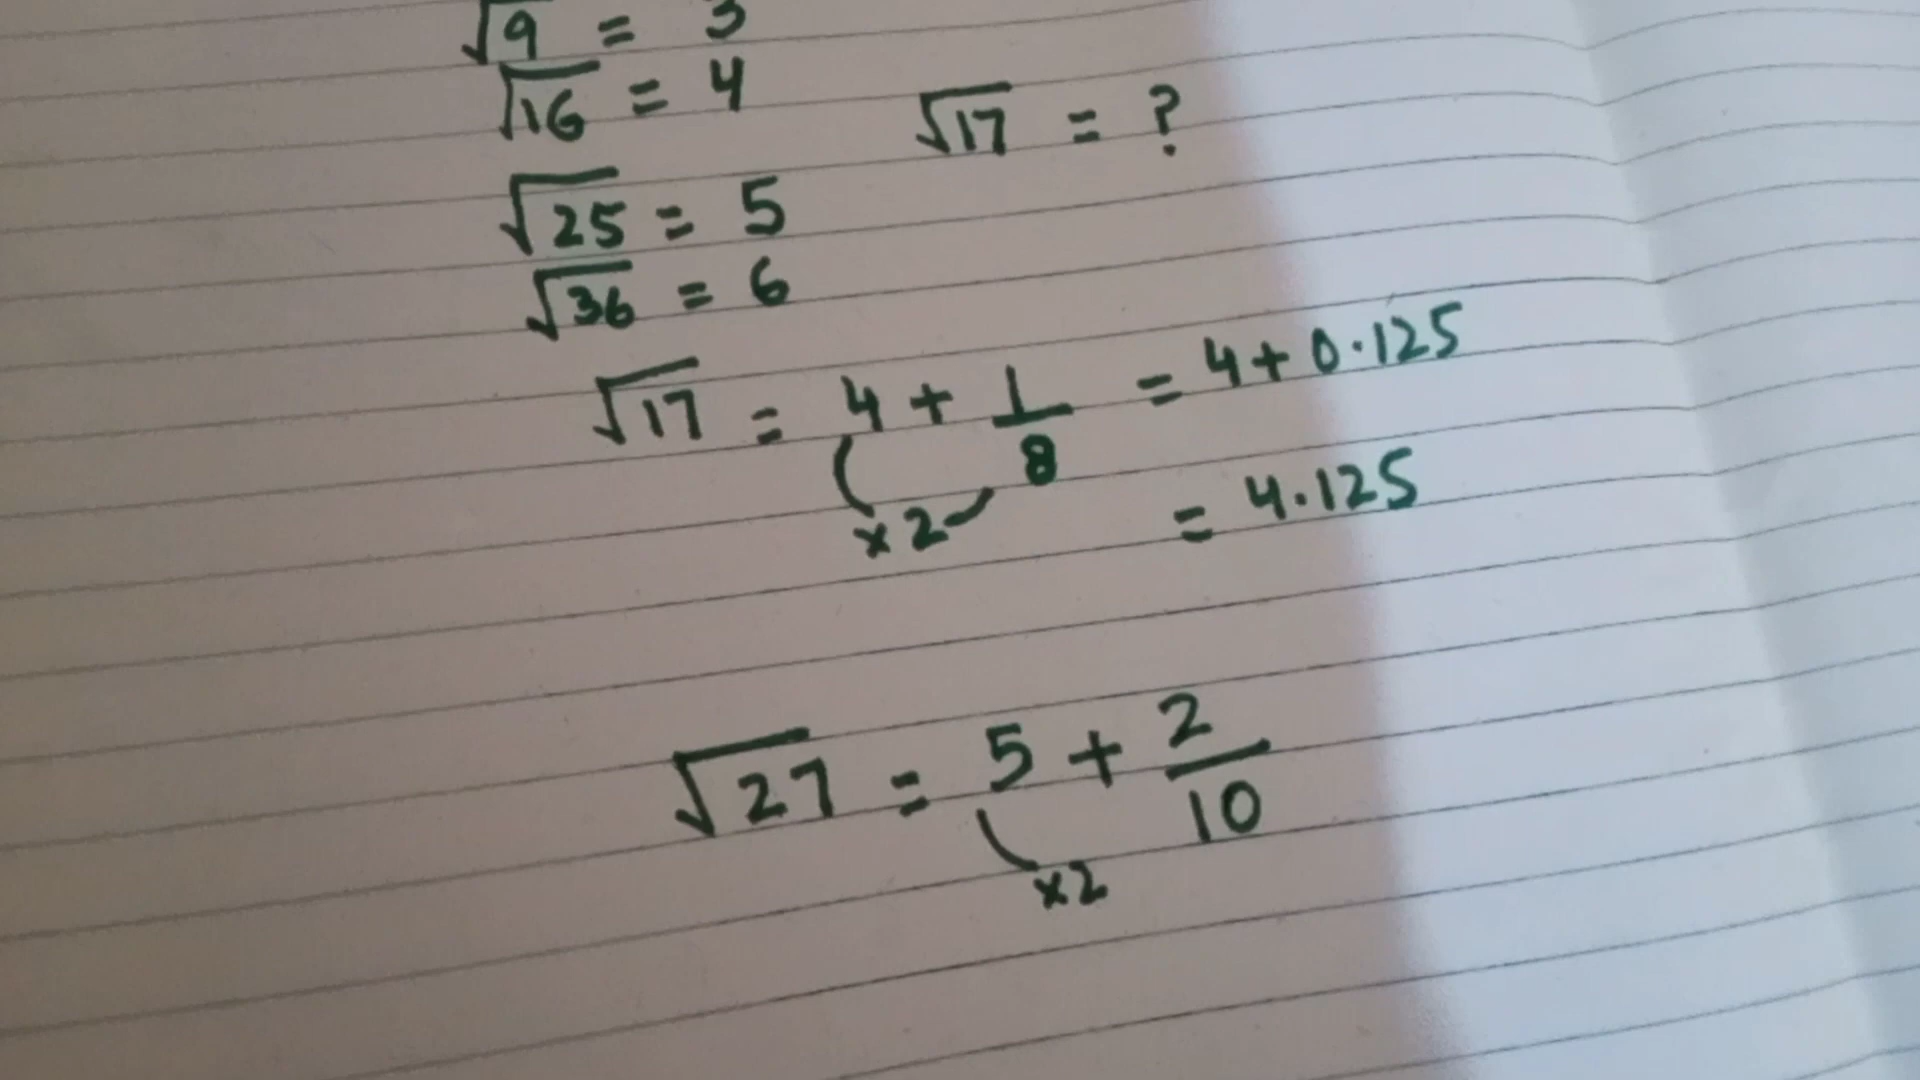 √9 = 3
√16 = 4
√17 = ?
√25 = 5
√36 = 6
√17 = 4 + 1/8 = 4 + 0.125
×2
= 4.125
√27 = 5 + 2/10
×2